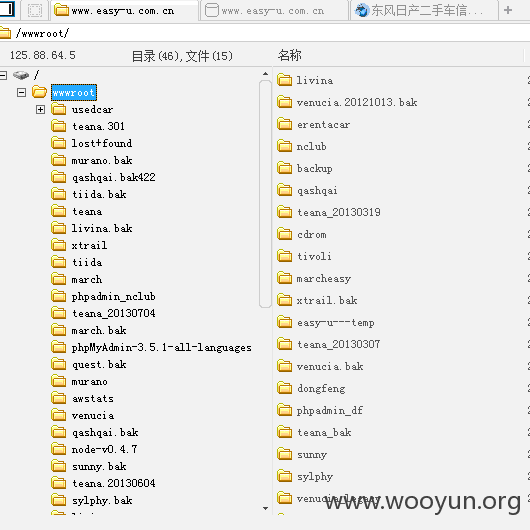 www.easy-u.com.cn
www.easy-u.com.cn
东风日产二手车信...
/wwwroot/
125.88.64.5
目录(46),文件(15)
名称
/
wwwroot
usedcar
teana.301
lost+found
murano.bak
qashqai.bak422
tiida.bak
teana
livina.bak
xtrail
tiida
march
phpadmin_nclub
teana_20130704
march.bak
phpMyAdmin-3.5.1-all-languages
quest.bak
murano
awstats
venucia
qashqai.bak
node-v0.4.7
sunny.bak
teana.20130604
sylphy.bak
livina
venucia.20121013.bak
erentacar
nclub
backup
qashqai
teana_20130319
cdrom
tivoli
marcheasy
xtrail.bak
easy-u---temp
teana_20130307
venucia.bak
dongfeng
phpadmin_df
teana_bak
sunny
sylphy
www.wooyun.org